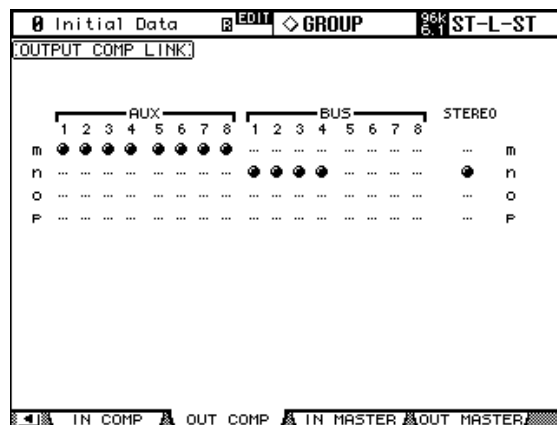 0 Initial Data R EDIT ◇ GROUP 96k 6.1 ST-L-ST
OUTPUT COMP LINK
AUX BUS STEREO
1 2 3 4 5 6 7 8 1 2 3 4 5 6 7 8
m m
n n
o o
p p
IN COMP OUT COMP IN MASTER OUT MASTER